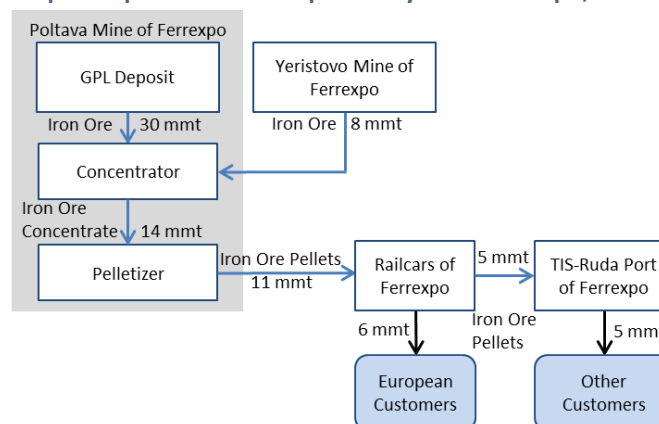 Poltava Mine of Ferrexpo
GPL Deposit
Yeristovo Mine of
Ferrexpo
Iron Ore 30 mmt
Iron Ore 8 mmt
Concentrator
Iron Ore
Concentrate 14 mmt
Pelletizer
Iron Ore Pellets
11 mmt
Railcars of
Ferrexpo
5 mmt
TIS-Ruda Port
of Ferrexpo
6 mmt
Iron Ore
Pellets
5 mmt
European
Customers
Other
Customers